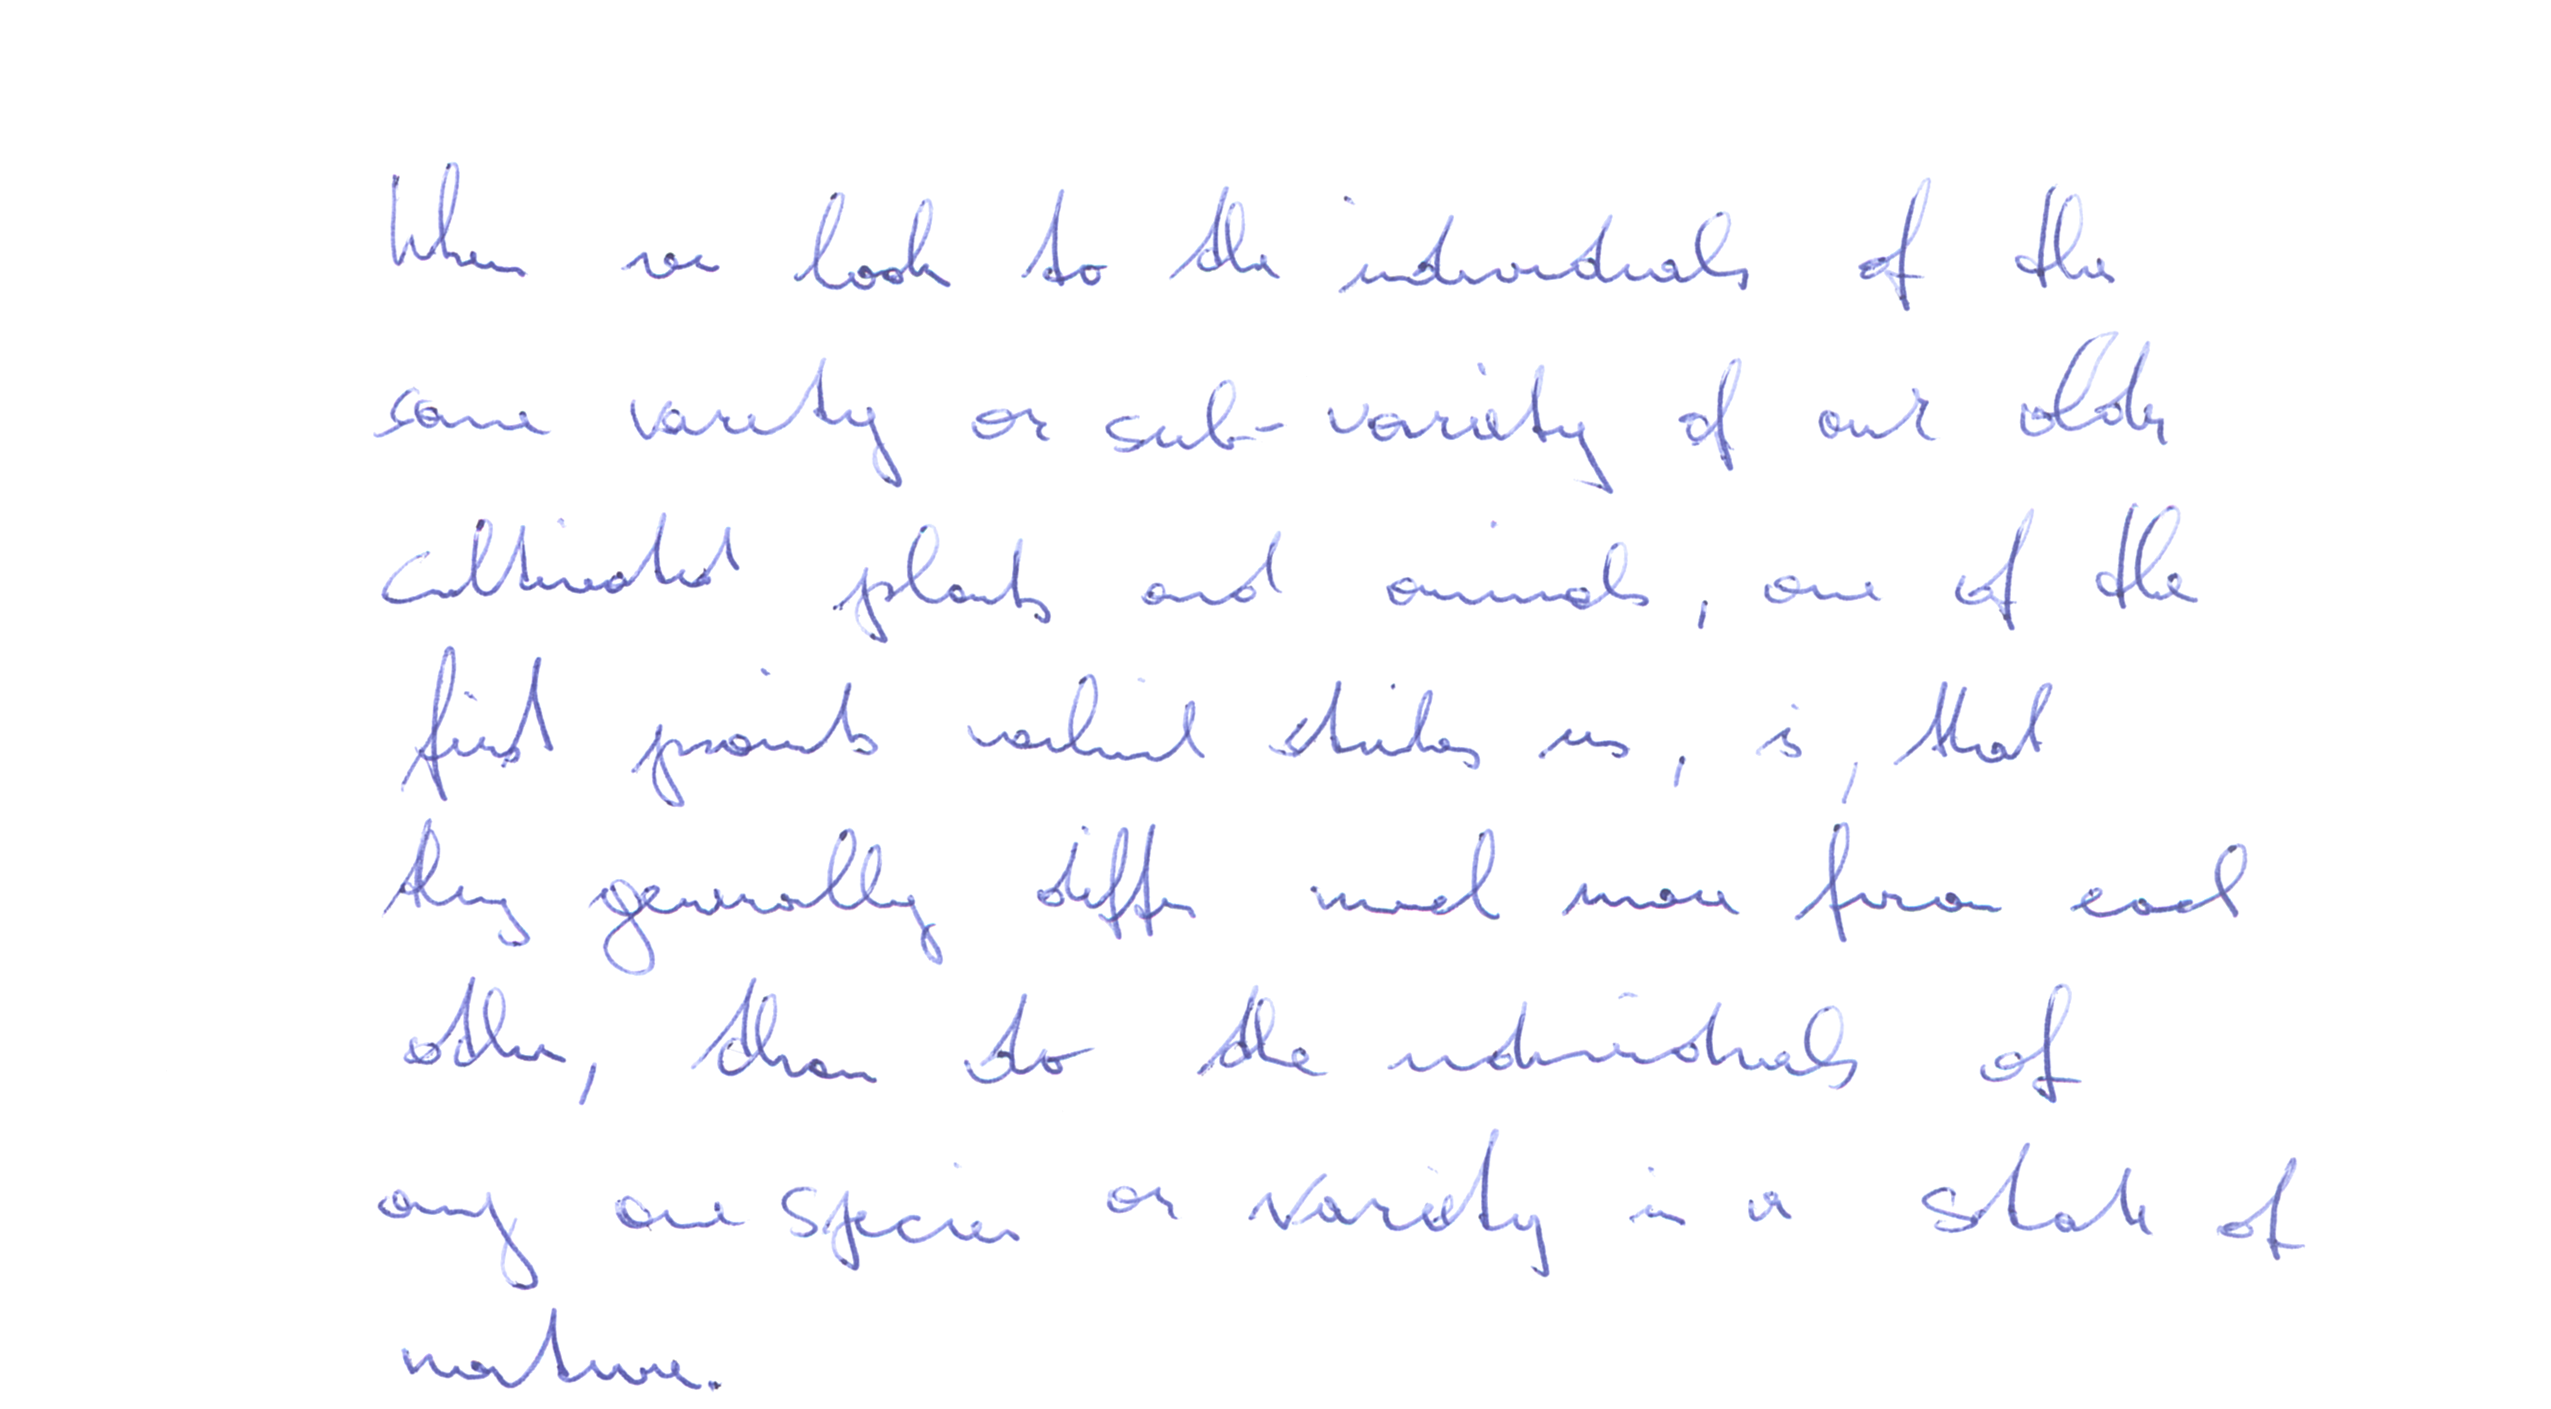 When we look to the individuals of the
same variety or sub-variety of our older
cultivated plants and animals, one of the
first points which strikes us, is, that
they generally differ much more from each
other, than do the individuals of
any one species or variety in a state of
nature.